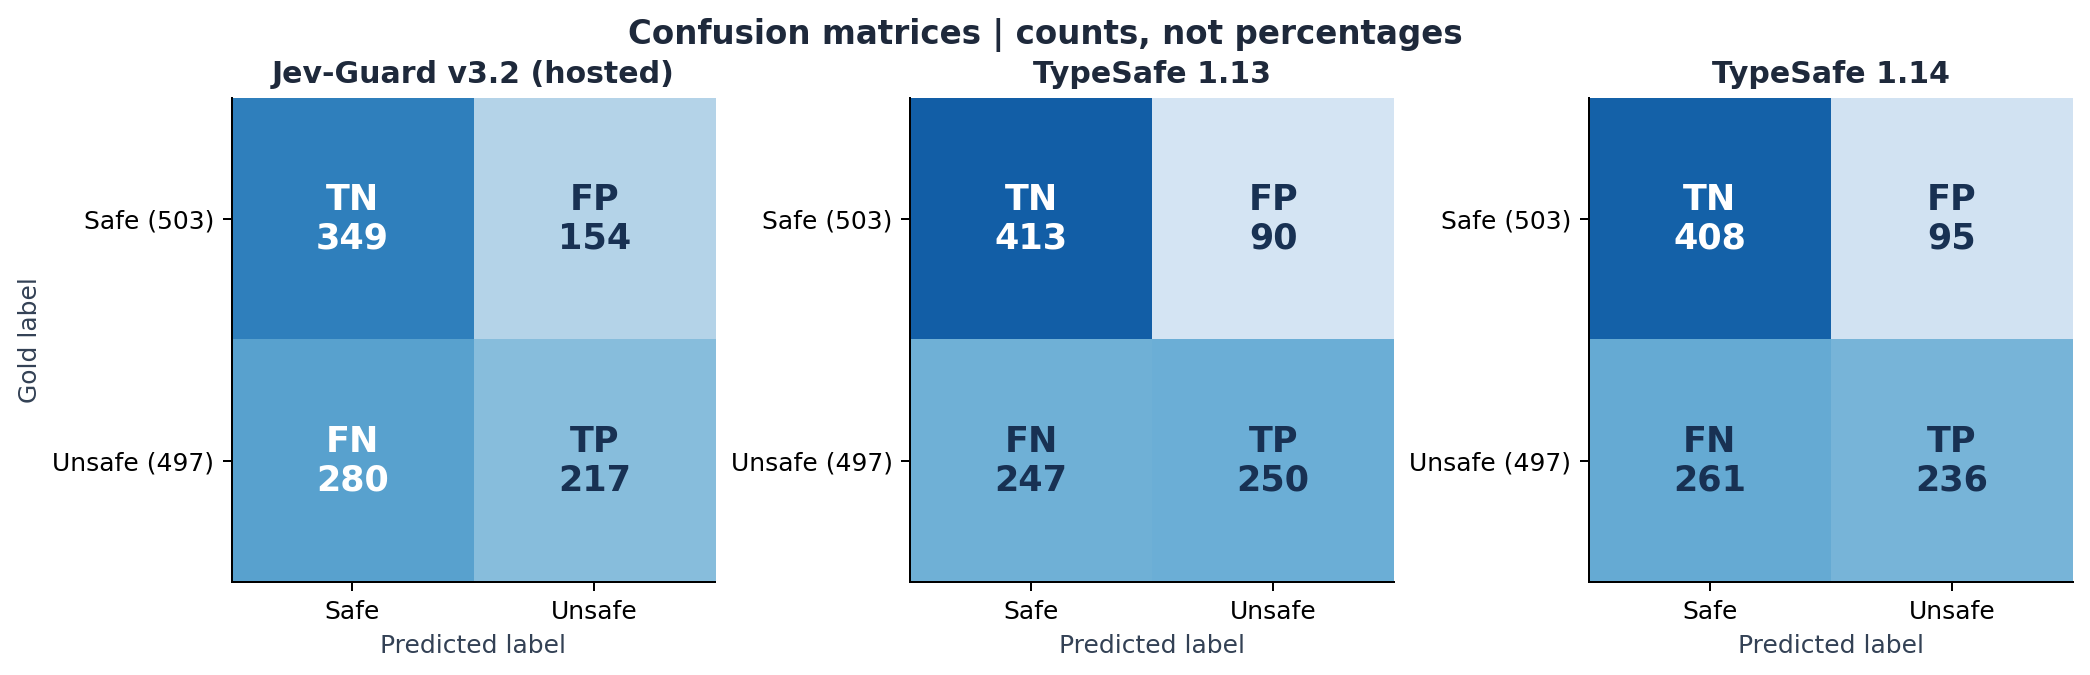 Confusion matrices | counts, not percentages
Jev-Guard v3.2 (hosted)
TN
349
FP
154
FN
280
TP
217
Safe (503)
Unsafe (497)
Gold label
Safe
Unsafe
Predicted label
TypeSafe 1.13
TN
413
FP
90
FN
247
TP
250
Safe (503)
Unsafe (497)
Safe
Unsafe
Predicted label
TypeSafe 1.14
TN
408
FP
95
FN
261
TP
236
Safe (503)
Unsafe (497)
Safe
Unsafe
Predicted label